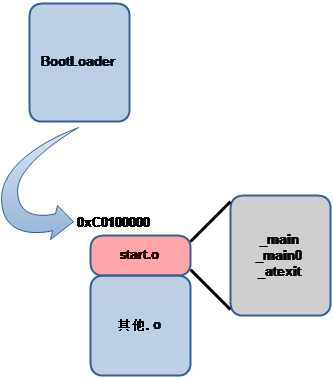 BootLoader
0xC0100000
start.o
_main
_main0
_atexit
其他. o